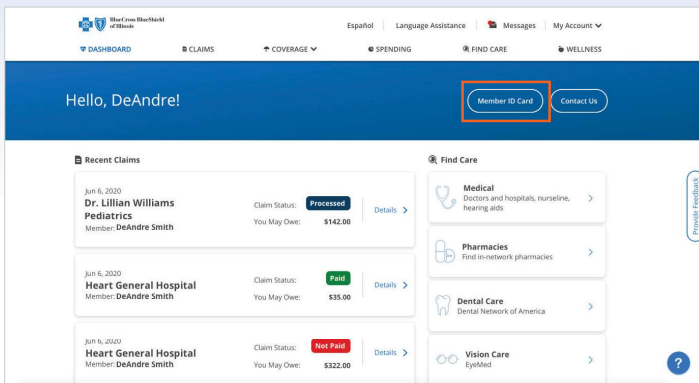 BlueCross BlueShield
of Illinois
Español
Language Assistance
Messages
My Account
DASHBOARD
CLAIMS
COVERAGE
SPENDING
FIND CARE
WELLNESS
Hello, DeAndre!
Member ID Card
Contact Us
Recent Claims
Jun 6, 2020
Dr. Lillian Williams
Pediatrics
Member: DeAndre Smith
Claim Status: Processed
You May Owe: $142.00
Details
Jun 6, 2020
Heart General Hospital
Member: DeAndre Smith
Claim Status: Paid
You May Owe: $35.00
Details
Jun 6, 2020
Heart General Hospital
Member: DeAndre Smith
Claim Status: Not Paid
You May Owe: $322.00
Details
Find Care
Medical
Doctors and hospitals, nurseline,
hearing aids
Pharmacies
Find in-network pharmacies
Dental Care
Dental Network of America
Vision Care
EyeMed
Provide Feedback
?